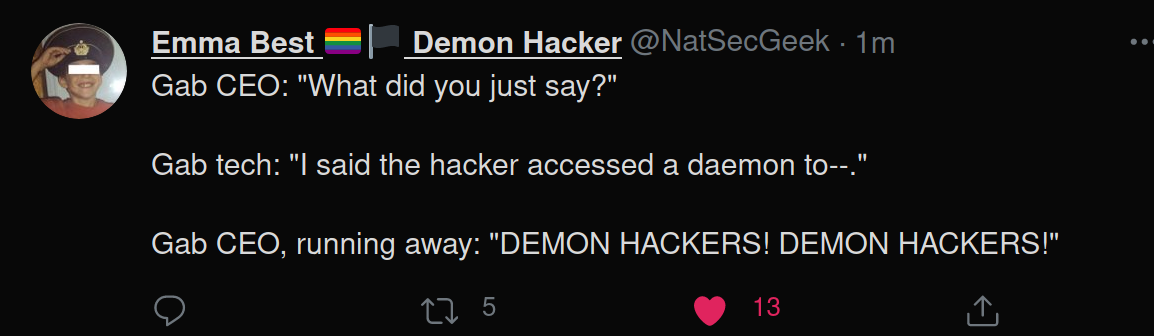 Emma Best 🏳️‍🌈🏴 Demon Hacker @NatSecGeek · 1m
Gab CEO: "What did you just say?"
Gab tech: "I said the hacker accessed a daemon to--."
Gab CEO, running away: "DEMON HACKERS! DEMON HACKERS!"
5 13